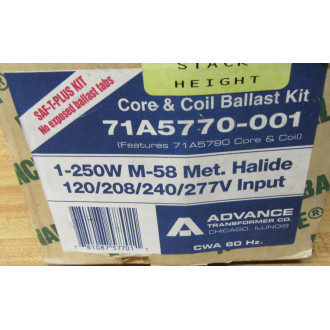 STACK
HEIGHT
SAF-T-PLUS KIT
No exposed ballast tabs
Core & Coil Ballast Kit
71A5770-001
(Features 71A5790 Core & Coil)
1-250W M-58 Met. Halide
120/208/240/277V Input
ADVANCE
TRANSFORMER CO.
CHICAGO, ILLINOIS
CWA 60 Hz.